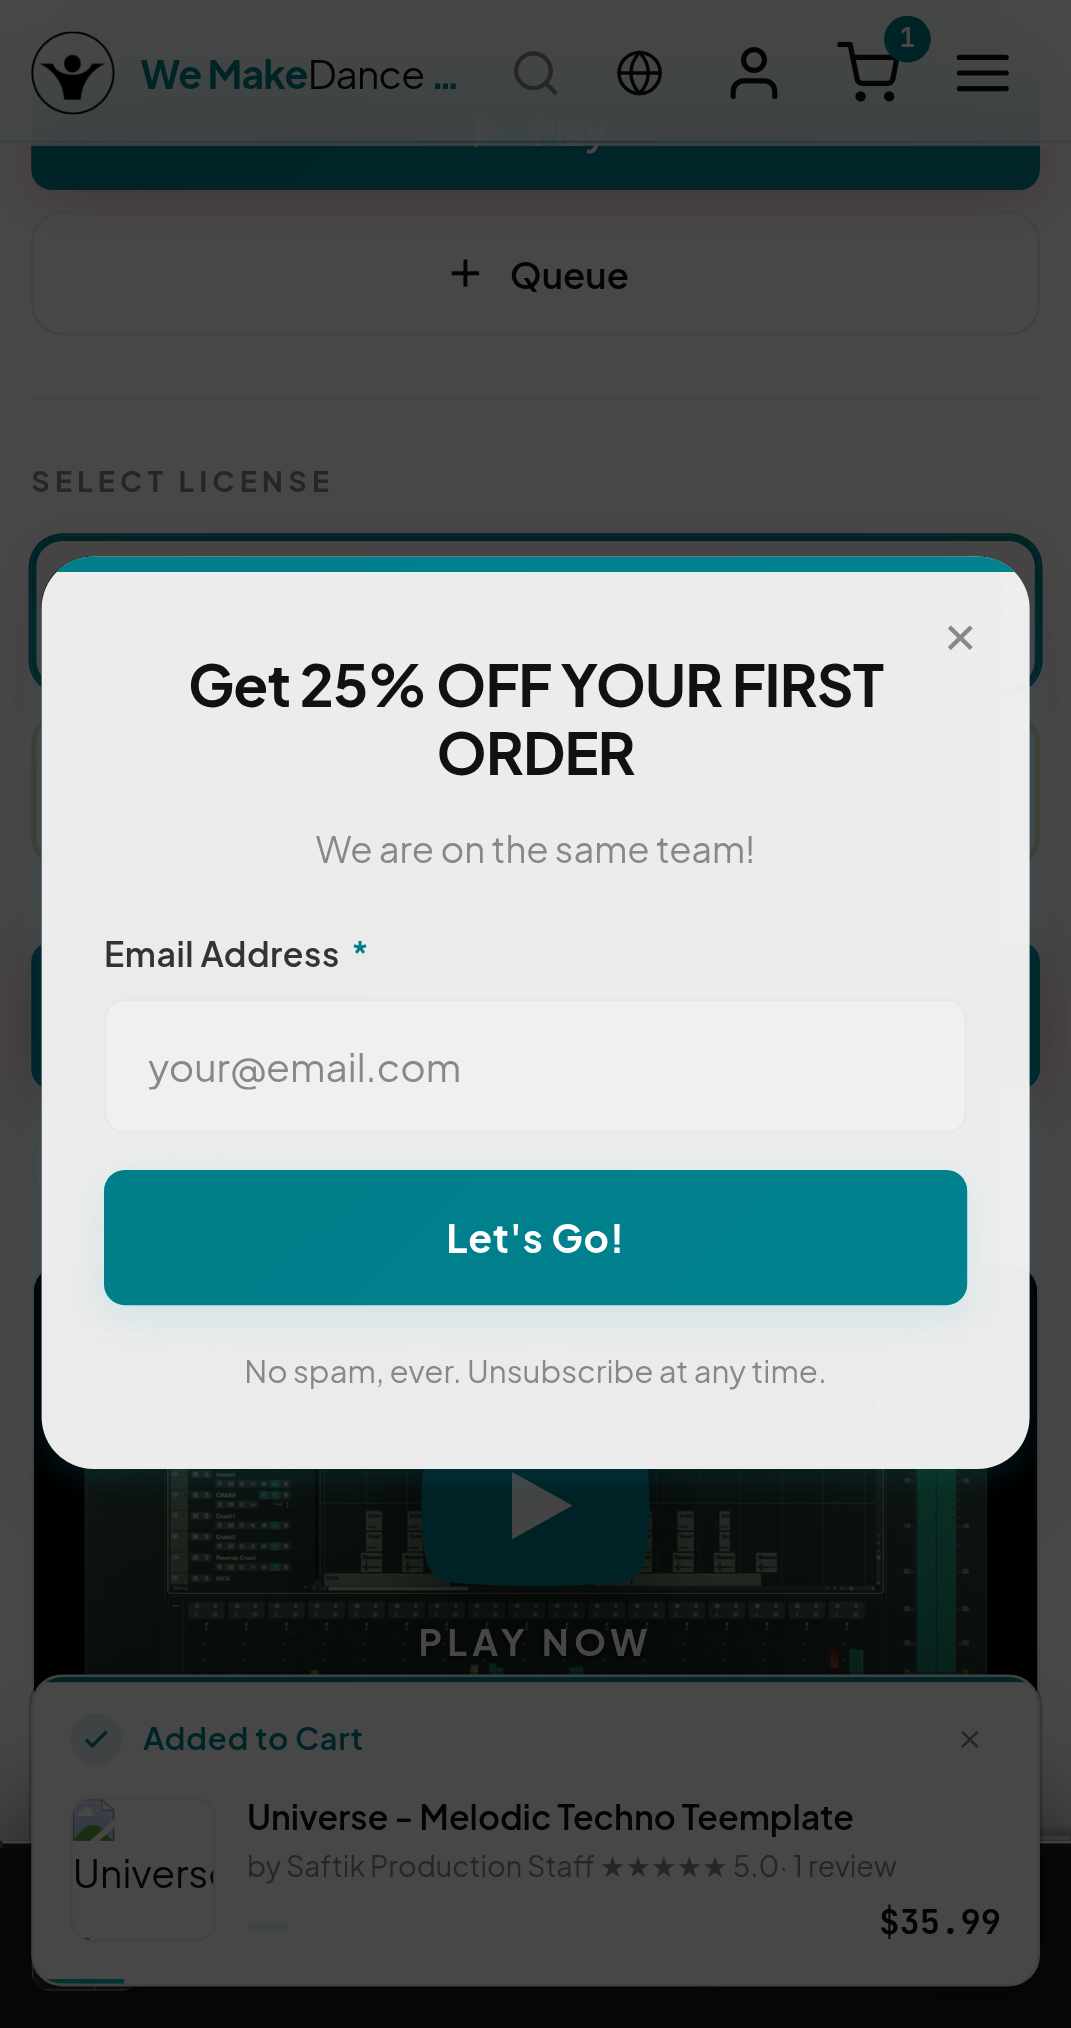 We MakeDance ...
1
Queue
SELECT LICENSE
Get 25% OFF YOUR FIRST
ORDER
We are on the same team!
Email Address *
your@email.com
Let's Go!
No spam, ever. Unsubscribe at any time.
PLAY NOW
Added to Cart
Universe – Melodic Techno Teemplate
Universe
by Saftik Production Staff ★★★★★ 5.0 · 1 review
$35.99